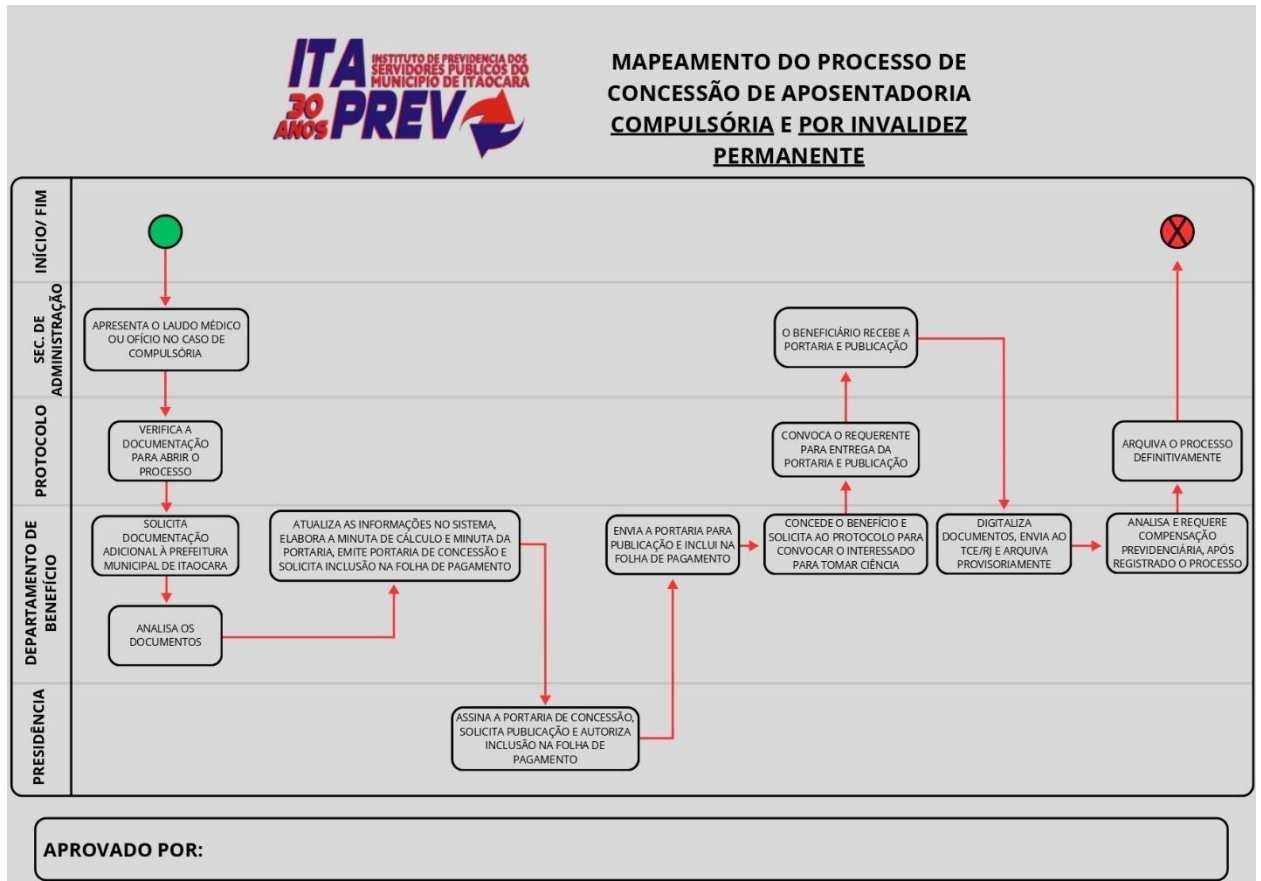 ITA
INSTITUTO DE PREVIDENCIA DOS
SERVIDORES PÚBLICOS DO
MUNICIPIO DE ITAOCARA
30
ANOS
PREV
MAPEAMENTO DO PROCESSO DE
CONCESSÃO DE APOSENTADORIA
COMPULSÓRIA E POR INVALIDEZ
PERMANENTE
INÍCIO/ FIM
SEC. DE
ADMINISTRAÇÃO
APRESENTA O LAUDO MÉDICO
OU OFÍCIO NO CASO DE
COMPULSÓRIA
O BENEFICIÁRIO RECEBE A
PORTARIA E PUBLICAÇÃO
PROTOCOLO
VERIFICA A
DOCUMENTAÇÃO
PARA ABRIR O
PROCESSO
CONVOCA O REQUERENTE
PARA ENTREGA DA
PORTARIA E PUBLICAÇÃO
ARQUIVA O PROCESSO
DEFINITIVAMENTE
DEPARTAMENTO DE
BENEFÍCIO
SOLICITA
DOCUMENTAÇÃO
ADICIONAL À PREFEITURA
MUNICIPAL DE ITAOCARA
ANALISA OS
DOCUMENTOS
ATUALIZA AS INFORMAÇÕES NO SISTEMA,
ELABORA A MINUTA DE CÁLCULO E MINUTA DA
PORTARIA, EMITE PORTARIA DE CONCESSÃO E
SOLICITA INCLUSÃO NA FOLHA DE PAGAMENTO
ENVIA A PORTARIA PARA
PUBLICAÇÃO E INCLUI NA
FOLHA DE PAGAMENTO
CONCEDE O BENEFÍCIO E
SOLICITA AO PROTOCOLO PARA
CONVOCAR O INTERESSADO
PARA TOMAR CIÊNCIA
DIGITALIZA
DOCUMENTOS, ENVIA AO
TCE/RJ E ARQUIVA
PROVISORIAMENTE
ANALISA E REQUERE
COMPENSAÇÃO
PREVIDENCIÁRIA, APÓS
REGISTRADO O PROCESSO
PRESIDÊNCIA
ASSINA A PORTARIA DE CONCESSÃO,
SOLICITA PUBLICAÇÃO E AUTORIZA
INCLUSÃO NA FOLHA DE
PAGAMENTO
APROVADO POR: